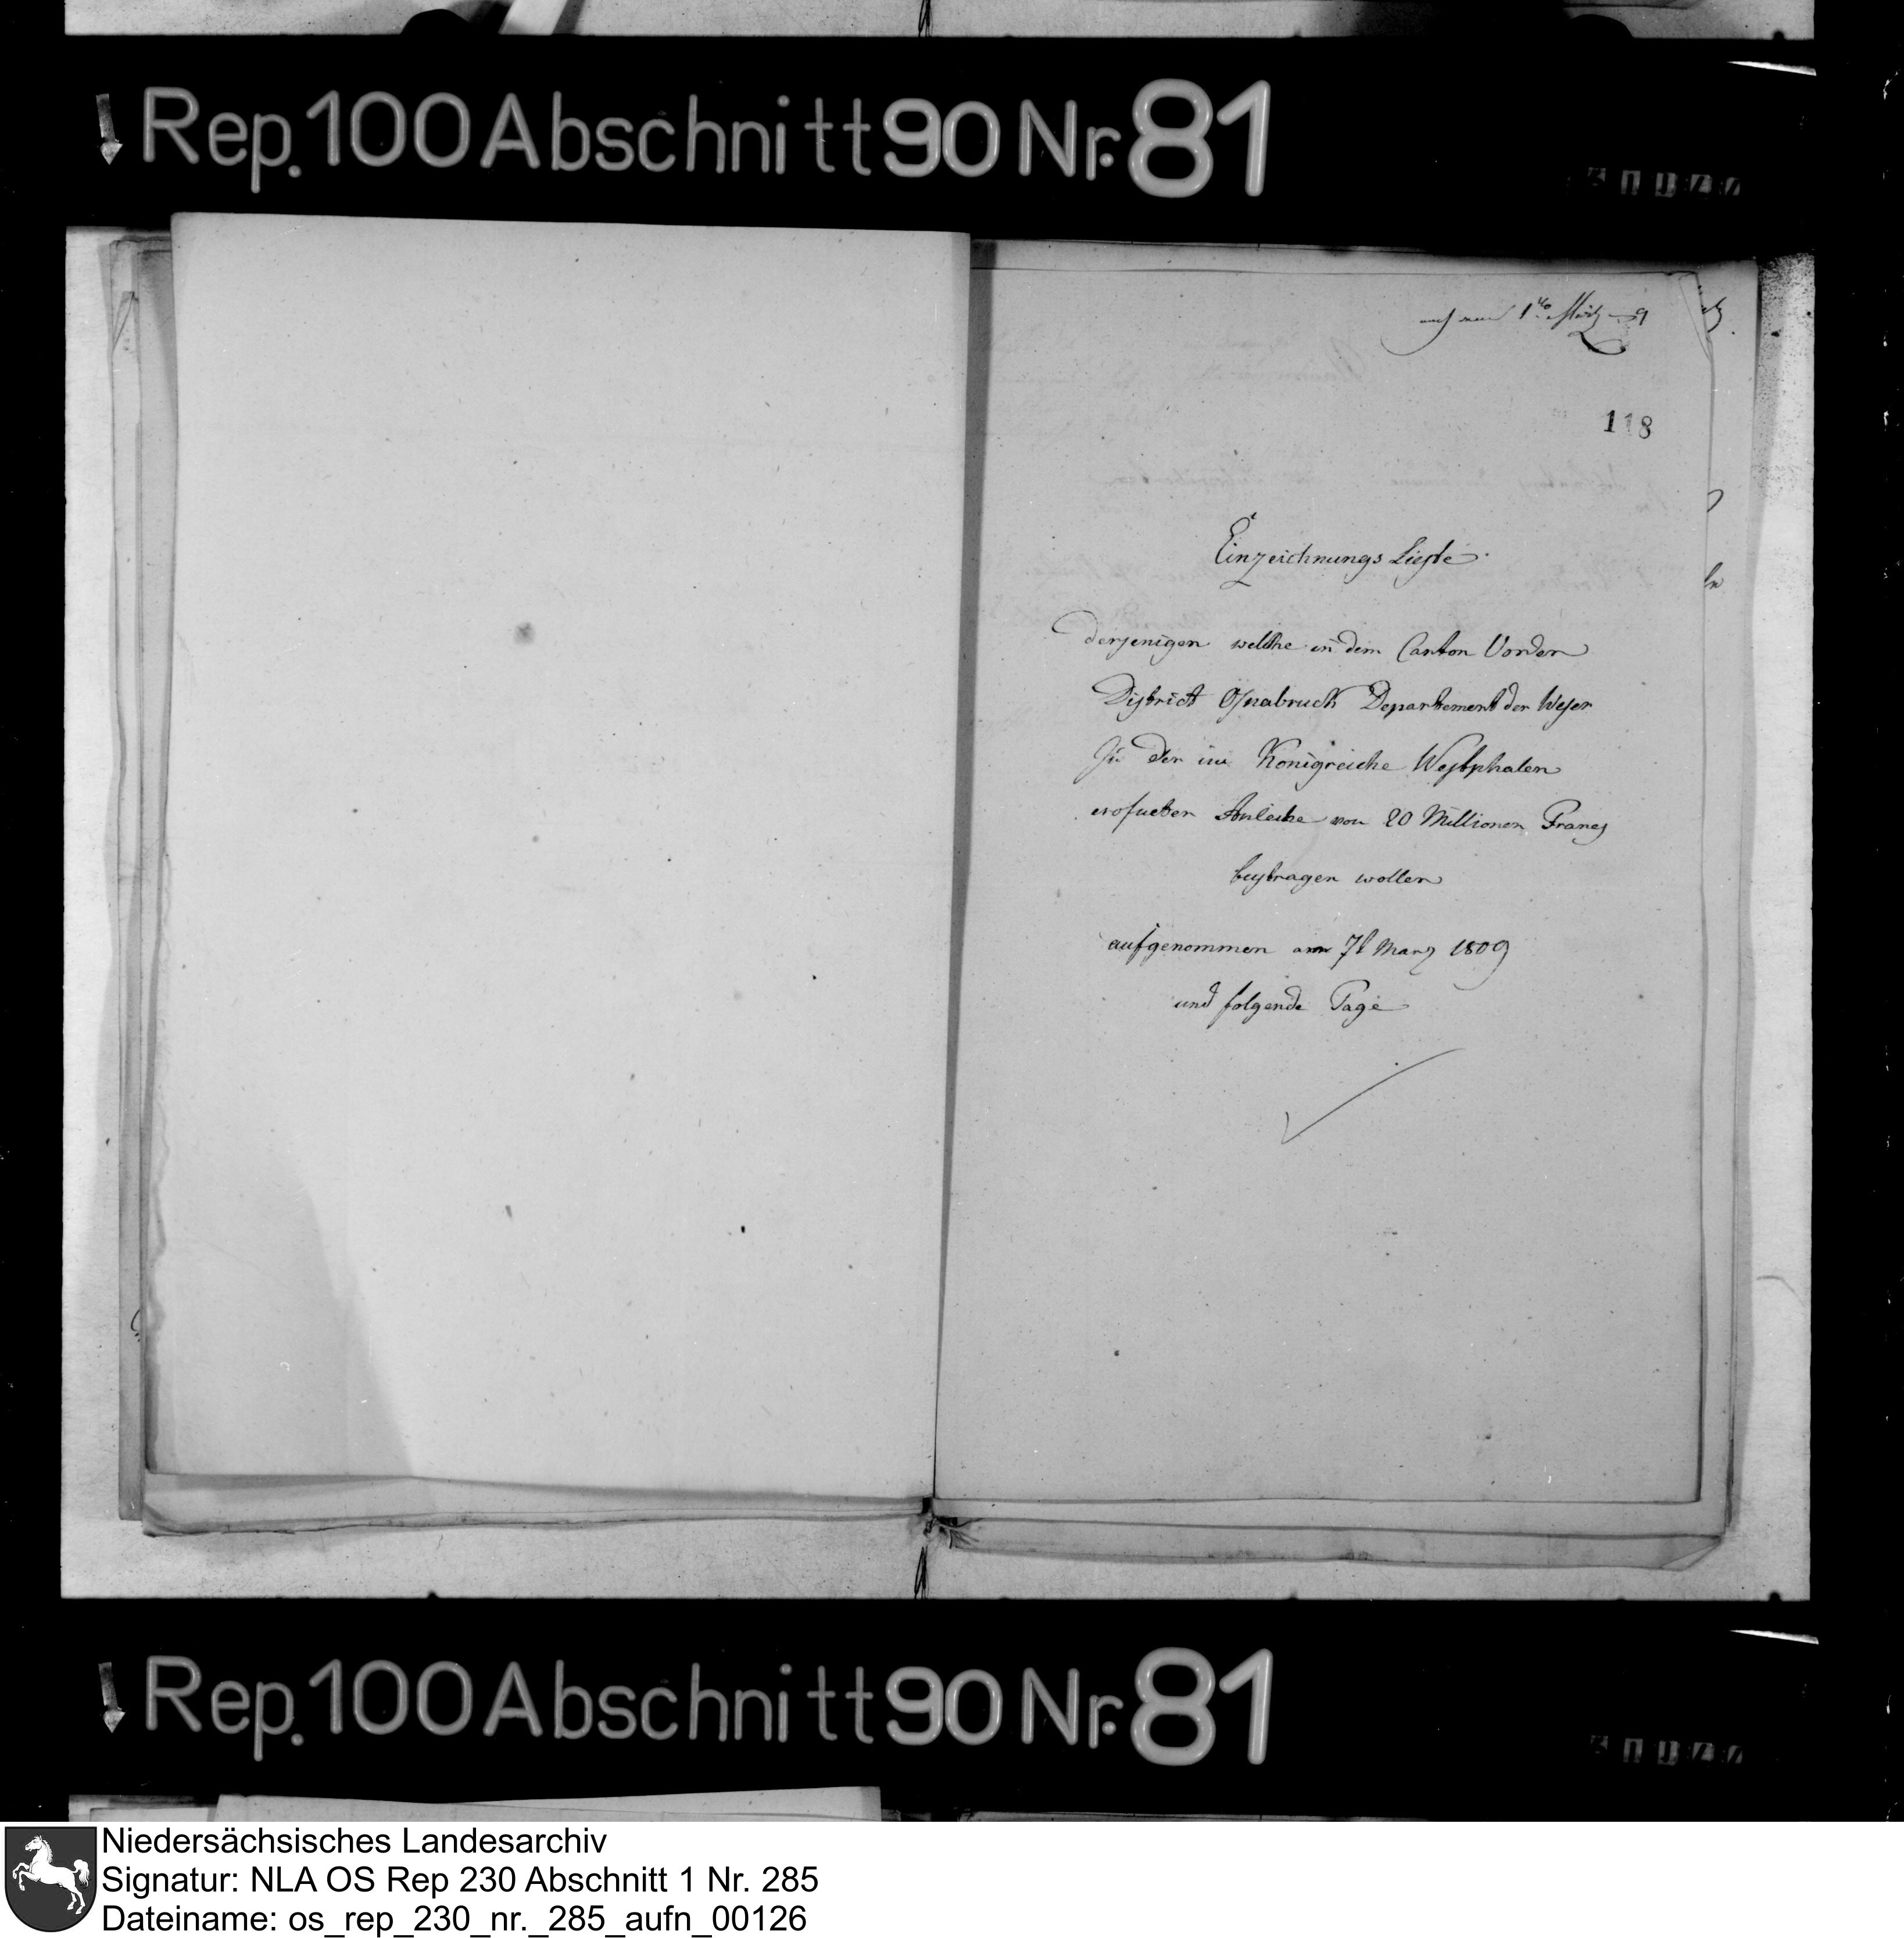 Rep. 100 Abschnitt 90 Nr. 81
118
Einzeichnungs Lieste
derjenigen welche in dem Canton Vorden
District Osnabruck Departement der Weser
Zu der im Königreiche Westphalen
erofneten Anleihe von 20 Millionen Francs
beytragen wollen
aufgenommen am 7t Marz 1809
und folgende Tage
Rep. 100 Abschnitt 90 Nr. 81
Niedersächsisches Landesarchiv
Signatur: NLA OS Rep 230 Abschnitt 1 Nr. 285
Dateiname: os_rep_230_nr._285_aufn_00126